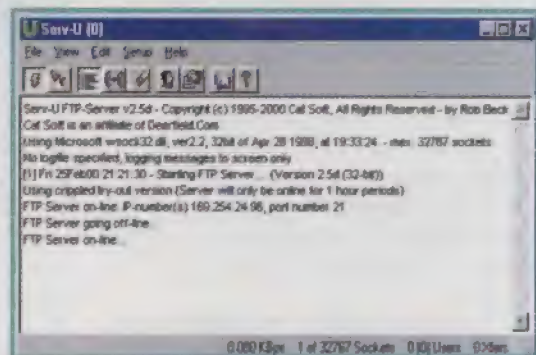 Serv-U (0)
File View Edit Setup Help
Serv-U FTP-Server v2.5d - Copyright (c) 1995-2000 Cat Soft, All Rights Reserved - by Rob Beck
Cat Soft is an affiliate of Deerfield.Com
Using Microsoft wsock32.dll, ver2.2, 32bit of Apr 28 1998, at 19:33:24 - max. 32767 sockets
No logfile specified, logging messages to screen only
[1] Fri 25Feb00 21:21:30 - Starting FTP Server ... (Version 2.5d (32-bit))
Using crippled try-out version (Server will only be online for 1 hour periods)
FTP Server on-line. IP-number(s) 169.254.24.96, port number 21
FTP Server going off-line
FTP Server on-line
0.000 KBps 1 of 32767 Sockets 0 (0) Users 0 Xfers